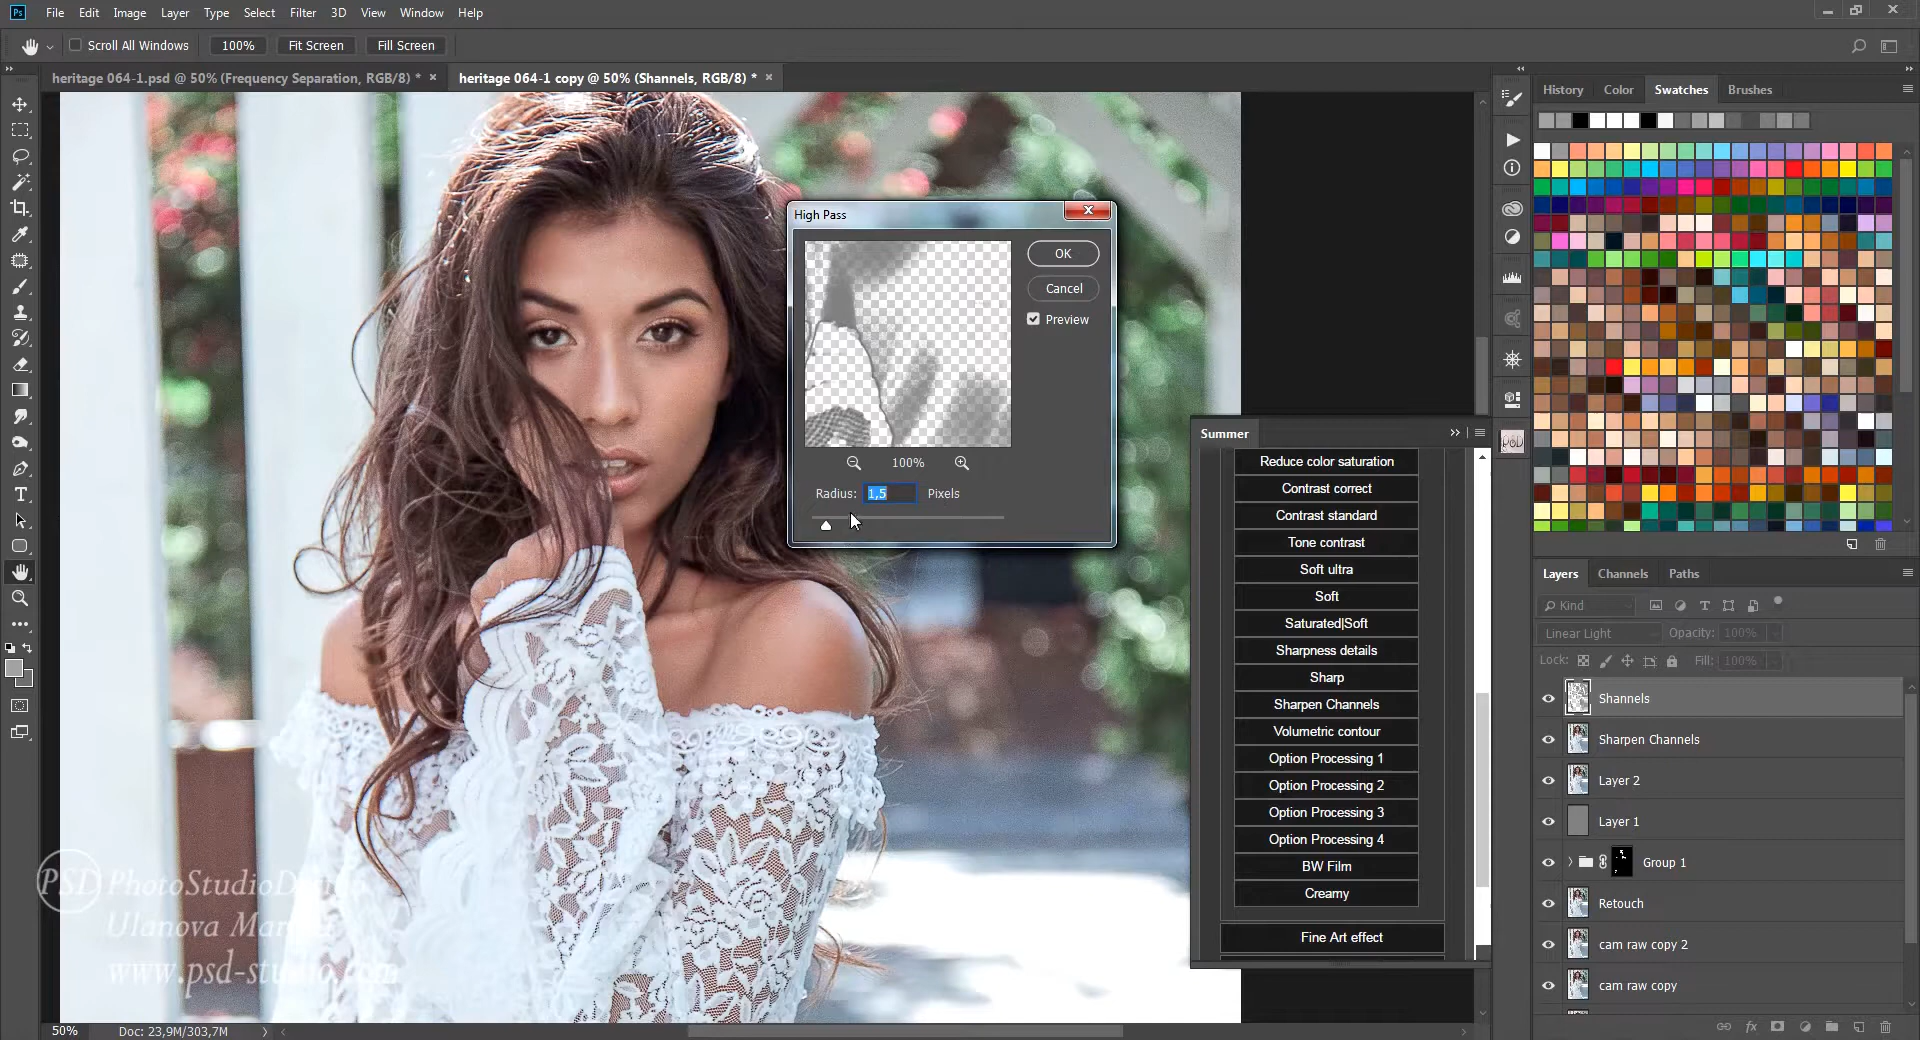 Ps File Edit Image Layer Type Select Filter 3D View Window Help
Scroll All Windows 100% Fit Screen Fill Screen
heritage 064-1.psd @ 50% (Frequency Separation, RGB/8) * × heritage 064-1 copy @ 50% (Shannels, RGB/8) * ×
History Color Swatches Brushes
High Pass
OK
Cancel
Preview
100%
Radius: 1,5 Pixels
Summer
Reduce color saturation
Contrast correct
Contrast standard
Tone contrast
Soft ultra
Soft
Saturated|Soft
Sharpness details
Sharp
Sharpen Channels
Volumetric contour
Option Processing 1
Option Processing 2
Option Processing 3
Option Processing 4
BW Film
Creamy
Fine Art effect
Layers Channels Paths
Kind
Linear Light Opacity: 100%
Lock: Fill: 100%
Shannels
Sharpen Channels
Layer 2
Layer 1
Group 1
Retouch
cam raw copy 2
cam raw copy
PSD
Ulanova
www.psd-studio.com
50% Doc: 23,9M/303,7M